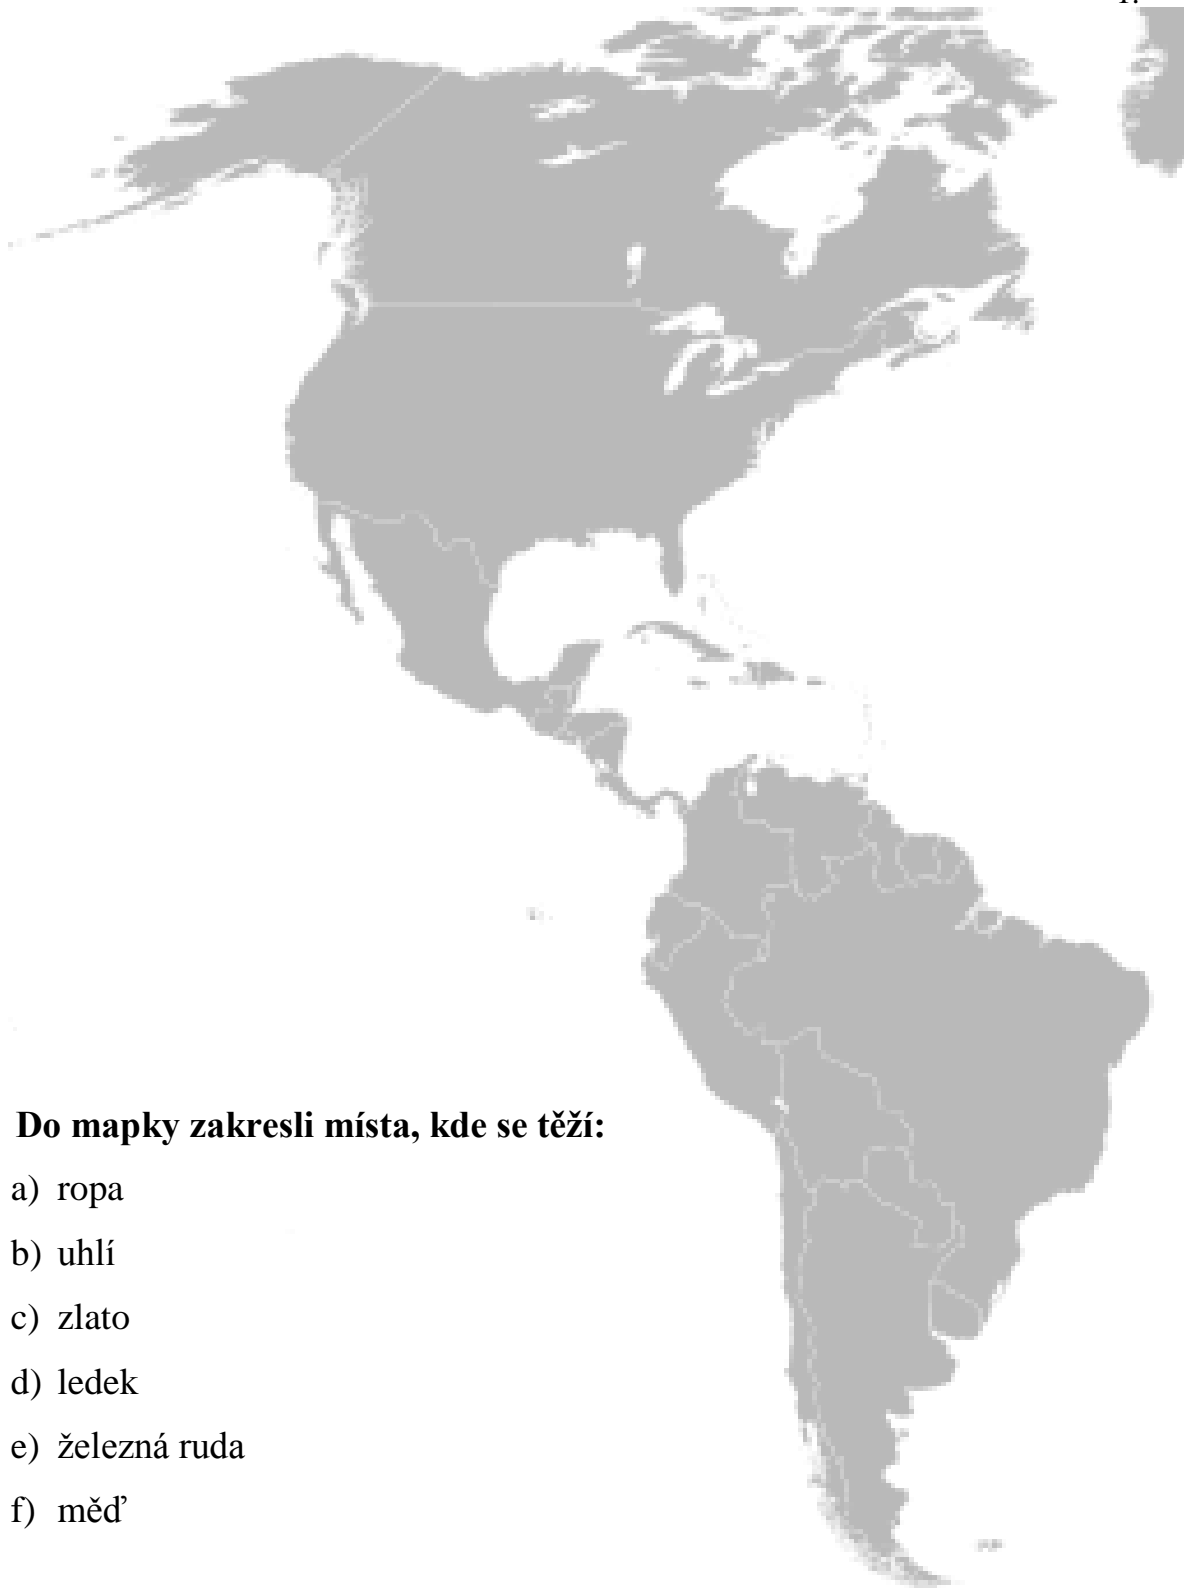 Do mapky zakresli místa, kde se těží:
a) ropa
b) uhlí
c) zlato
d) ledek
e) železná ruda
f) měď